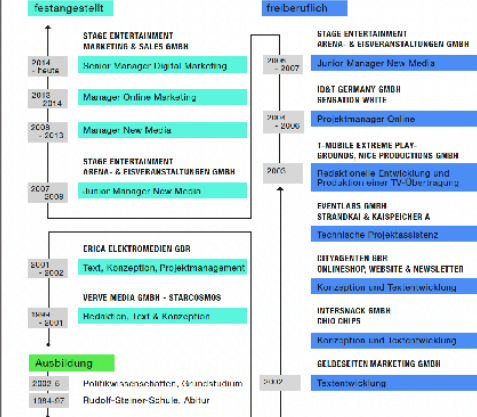 festangestellt
STAGE ENTERTAINMENT
MARKETING & SALES GMBH
2014
- heute
Senior Manager Digital Marketing
2013
2014
Manager Online Marketing
2008
- 2013
Manager New Media
STAGE ENTERTAINMENT
ARENA- & EISVERANSTALTUNGEN GMBH
2007
2009
Junior Manager New Media
ERICA ELEKTROMEDIEN GBR
2001
- 2002
Text, Konzeption, Projektmanagement
VERVE MEDIA GMBH - STARCOSMOS
1999
- 2001
Redaktion, Text & Konzeption
Ausbildung
2002-6
Politikwissenschaften, Grundstudium
1984-97
Rudolf-Steiner-Schule, Abitur
freiberuflich
STAGE ENTERTAINMENT
ARENA- & EISVERANSTALTUNGEN GMBH
2006
- 2007
Junior Manager New Media
ID&T GERMANY GMBH
SENSATION WHITE
2004
- 2006
Projektmanager Online
T-MOBILE EXTREME PLAY-
GROUNDS, NICE PRODUCTIONS GMBH
2003
Redaktionelle Entwicklung und
Produktion einer TV-Übertragung
EVENTLABS GMBH
STRANDKAI & KAISPEICHER A
Technische Projektassistenz
CITYAGENTEN GBR
ONLINESHOP, WEBSITE & NEWSLETTER
Konzeption und Textentwicklung
INTERSNACK GMBH
CHIO CHIPS
Konzeption und Textentwicklung
GELDESEITEN MARKETING GMBH
2002
Textentwicklung